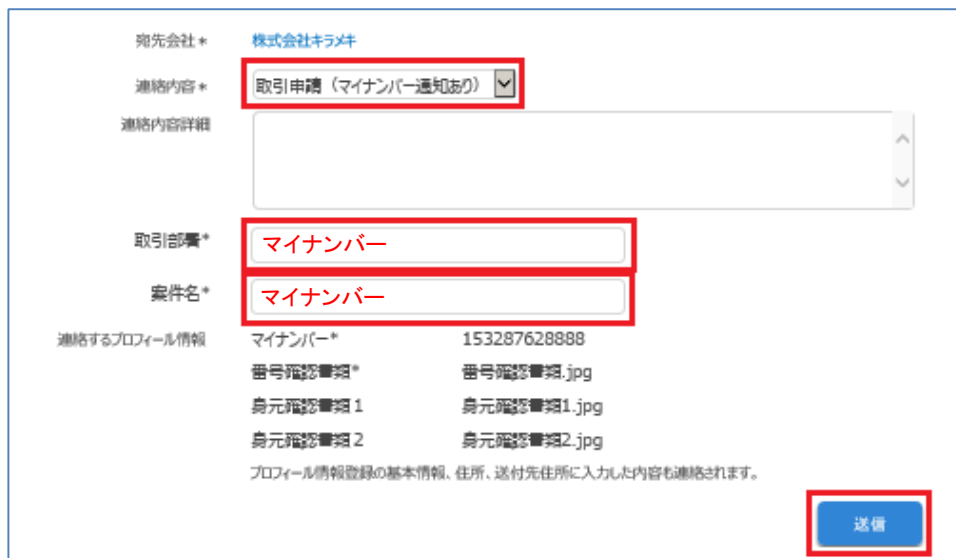 宛先会社* 株式会社キラメキ
連絡内容* 取引申請（マイナンバー通知あり）
連絡内容詳細
取引部署* マイナンバー
案件名* マイナンバー
連絡するプロフィール情報 マイナンバー* 153287628888
番号確認書類* 番号確認書類.jpg
身元確認書類1 身元確認書類1.jpg
身元確認書類2 身元確認書類2.jpg
プロフィール情報登録の基本情報、住所、送付先住所に入力した内容も連絡されます。
送信